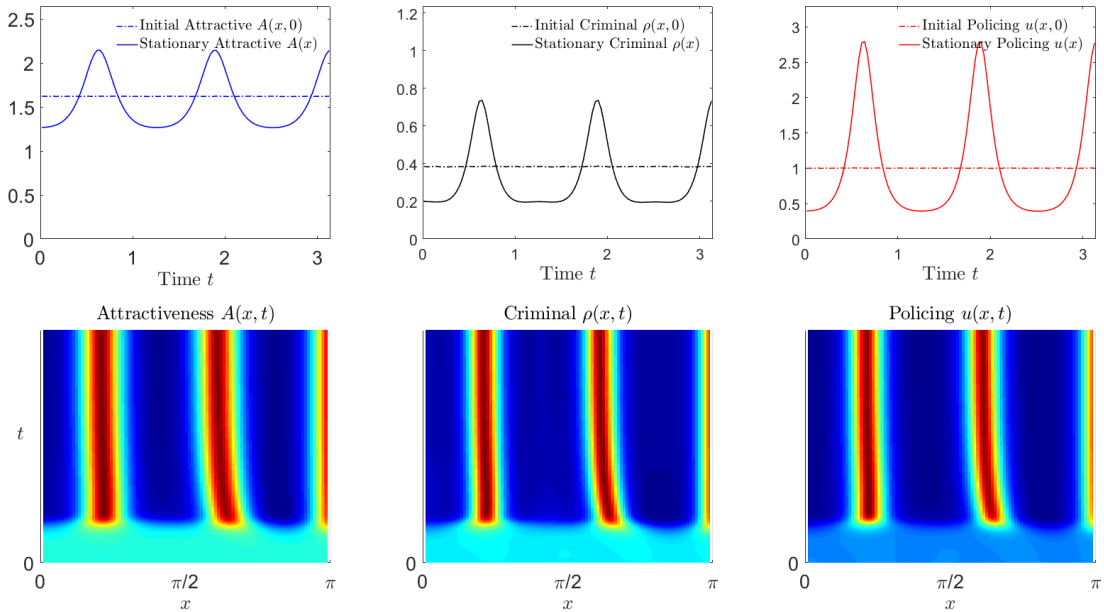 Initial Attractive A(x,0)
Stationary Attractive A(x)
2.5
2
1.5
1
0.5
0
0
1
2
3
Time t
Initial Criminal ρ(x,0)
Stationary Criminal ρ(x)
1.2
1
0.8
0.6
0.4
0.2
0
0
1
2
3
Time t
Initial Policing u(x,0)
Stationary Policing u(x)
3
2.5
2
1.5
1
0.5
0
0
1
2
3
Time t
Attractiveness A(x,t)
t
0
0
π/2
π
x
Criminal ρ(x,t)
0
0
π/2
π
x
Policing u(x,t)
0
0
π/2
π
x